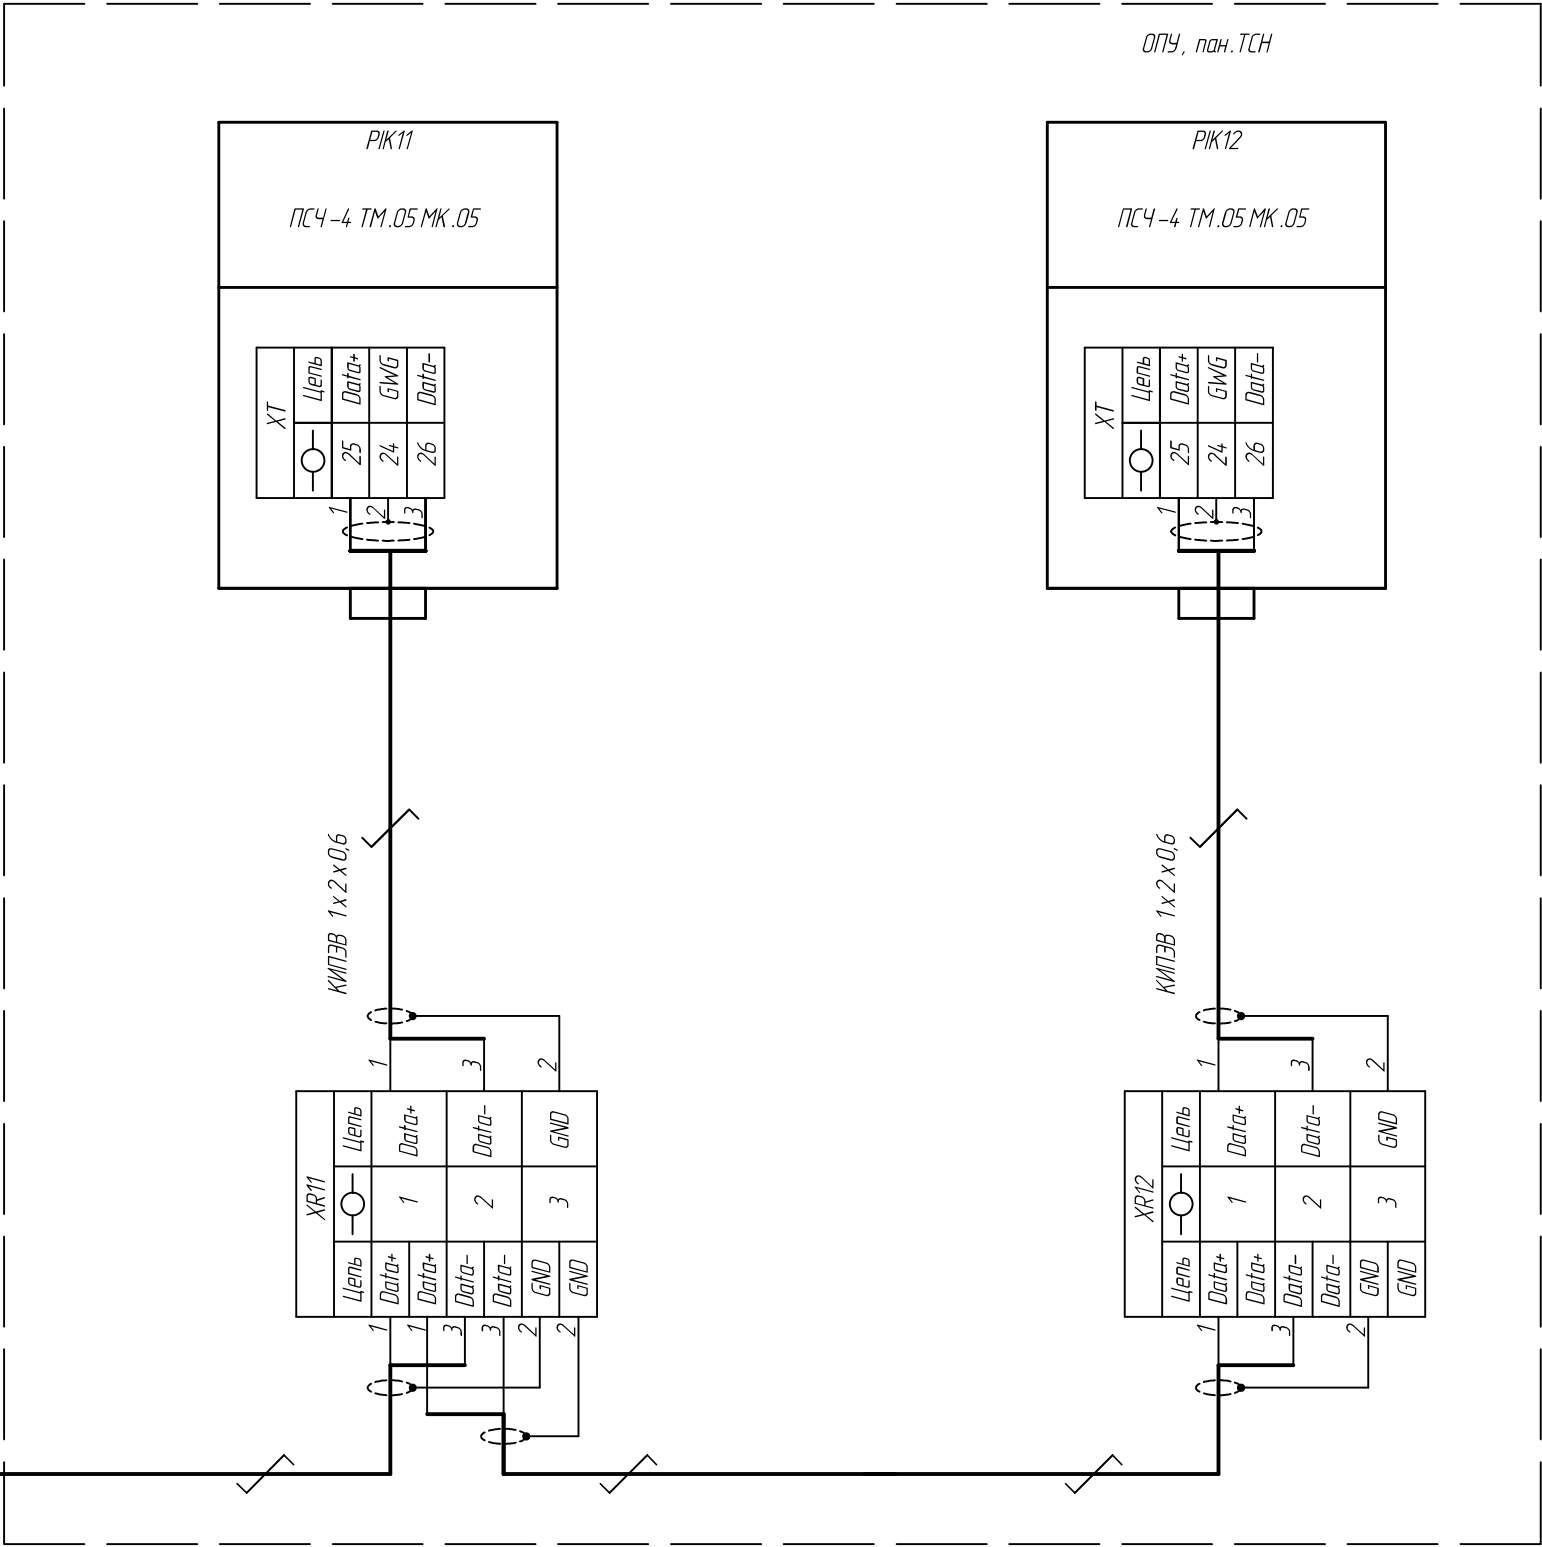 ОПУ, пан.ТСН
PIK11
ПСЧ-4 ТМ.05 МК.05
XT
Цепь
Data+
GWG
Data-
25
24
26
1
2
3
КИПЭВ 1x2x0,6
1
3
2
XR11
Цепь
Data+
Data-
GND
1
2
3
Цепь
Data+
Data+
Data-
Data-
GND
GND
1
1
3
3
2
2
PIK12
ПСЧ-4 ТМ.05 МК.05
XT
Цепь
Data+
GWG
Data-
25
24
26
1
2
3
КИПЭВ 1x2x0,6
1
3
2
XR12
Цепь
Data+
Data-
GND
1
2
3
Цепь
Data+
Data+
Data-
Data-
GND
GND
1
3
2